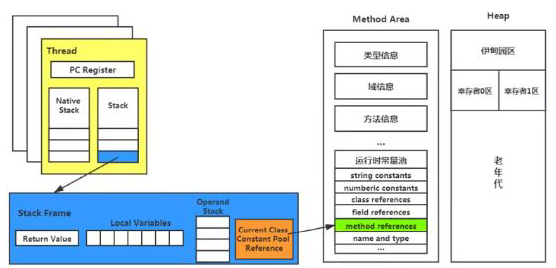 Thread
PC Register
Native
Stack
Stack
Stack Frame
Return Value
Local Variables
Operand
Stack
Current Class
Constant Pool
Reference
Method Area
类型信息
域信息
方法信息
...
运行时常量池
string constants
numberic constants
class references
field references
method references
name and type
...
Heap
伊甸园区
幸存者0区
幸存者1区
老年代